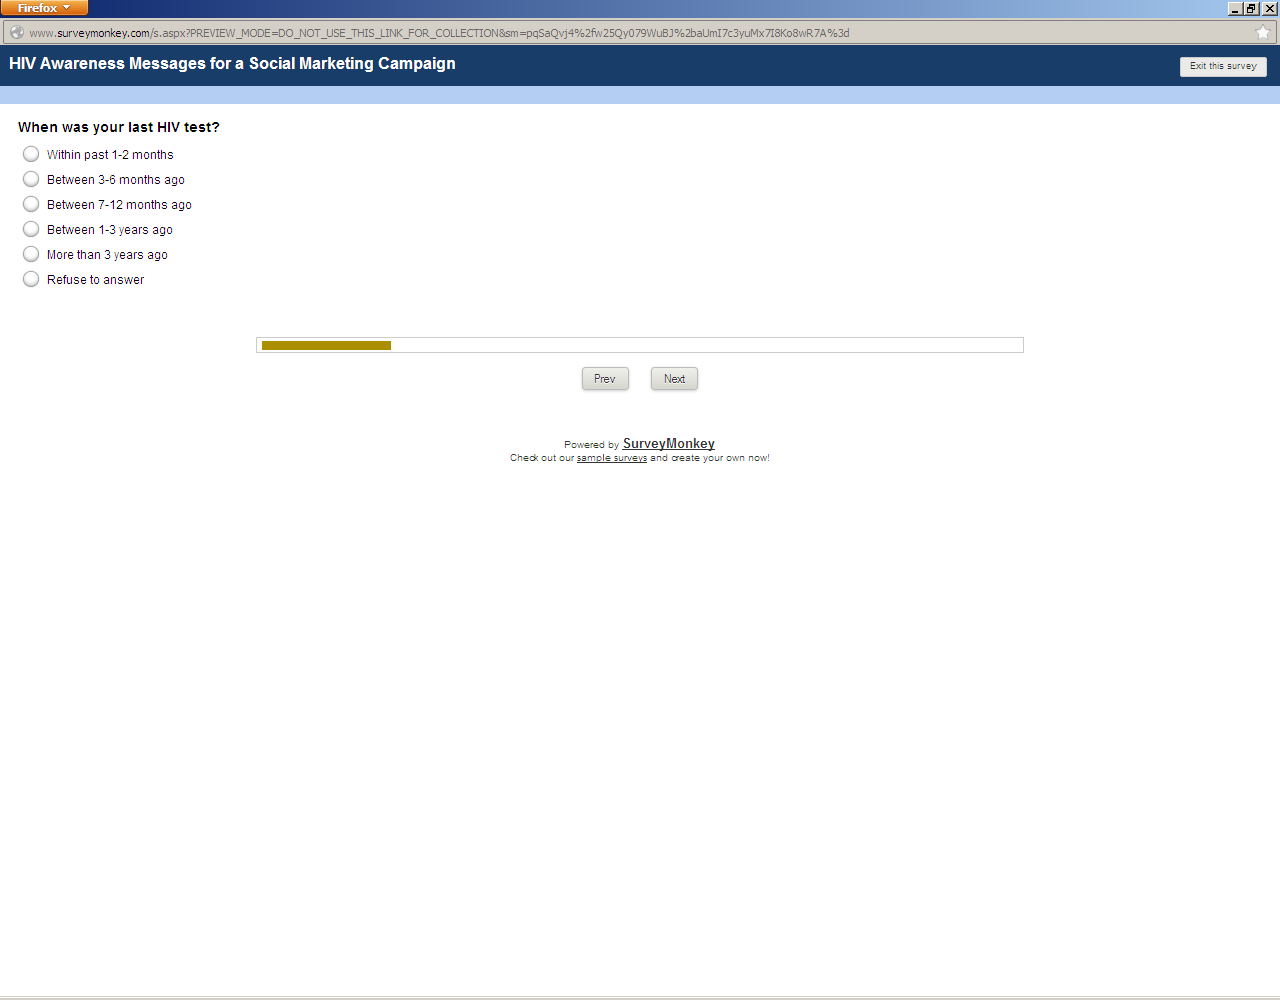 Firefox
www.surveymonkey.com/s.aspx?PREVIEW_MODE=DO_NOT_USE_THIS_LINK_FOR_COLLECTION&sm=pqSaQvj4%2fw25Qy079WuBJ%2baUmI7c3yuMx7I8Ko8wR7A%3d
HIV Awareness Messages for a Social Marketing Campaign
Exit this survey
When was your last HIV test?
Within past 1-2 months
Between 3-6 months ago
Between 7-12 months ago
Between 1-3 years ago
More than 3 years ago
Refuse to answer
Prev Next
Powered by SurveyMonkey
Check out our sample surveys and create your own now!